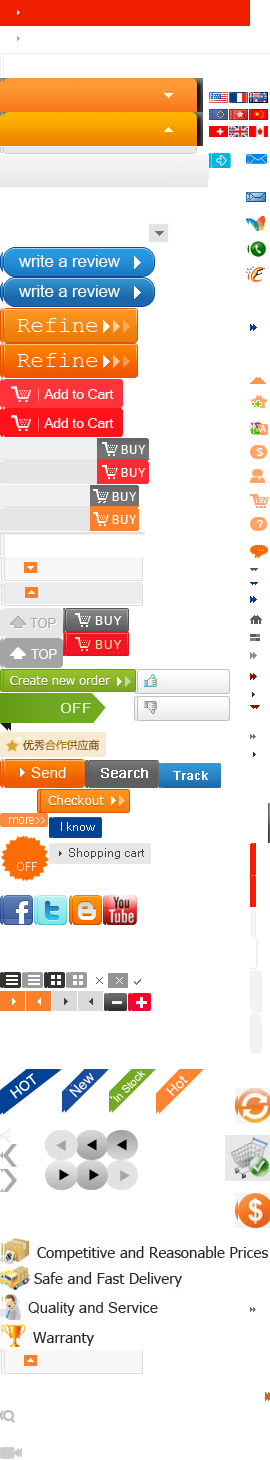 write a review
write a review
Refine
Refine
Add to Cart
Add to Cart
BUY
BUY
BUY
BUY
TOP BUY
TOP BUY
Create new order
OFF
优秀合作供应商
Send Search Track
Checkout
more>>
I know
OFF
Shopping cart
You Tube
HOT New In Stock Hot
Competitive and Reasonable Prices
Safe and Fast Delivery
Quality and Service
Warranty